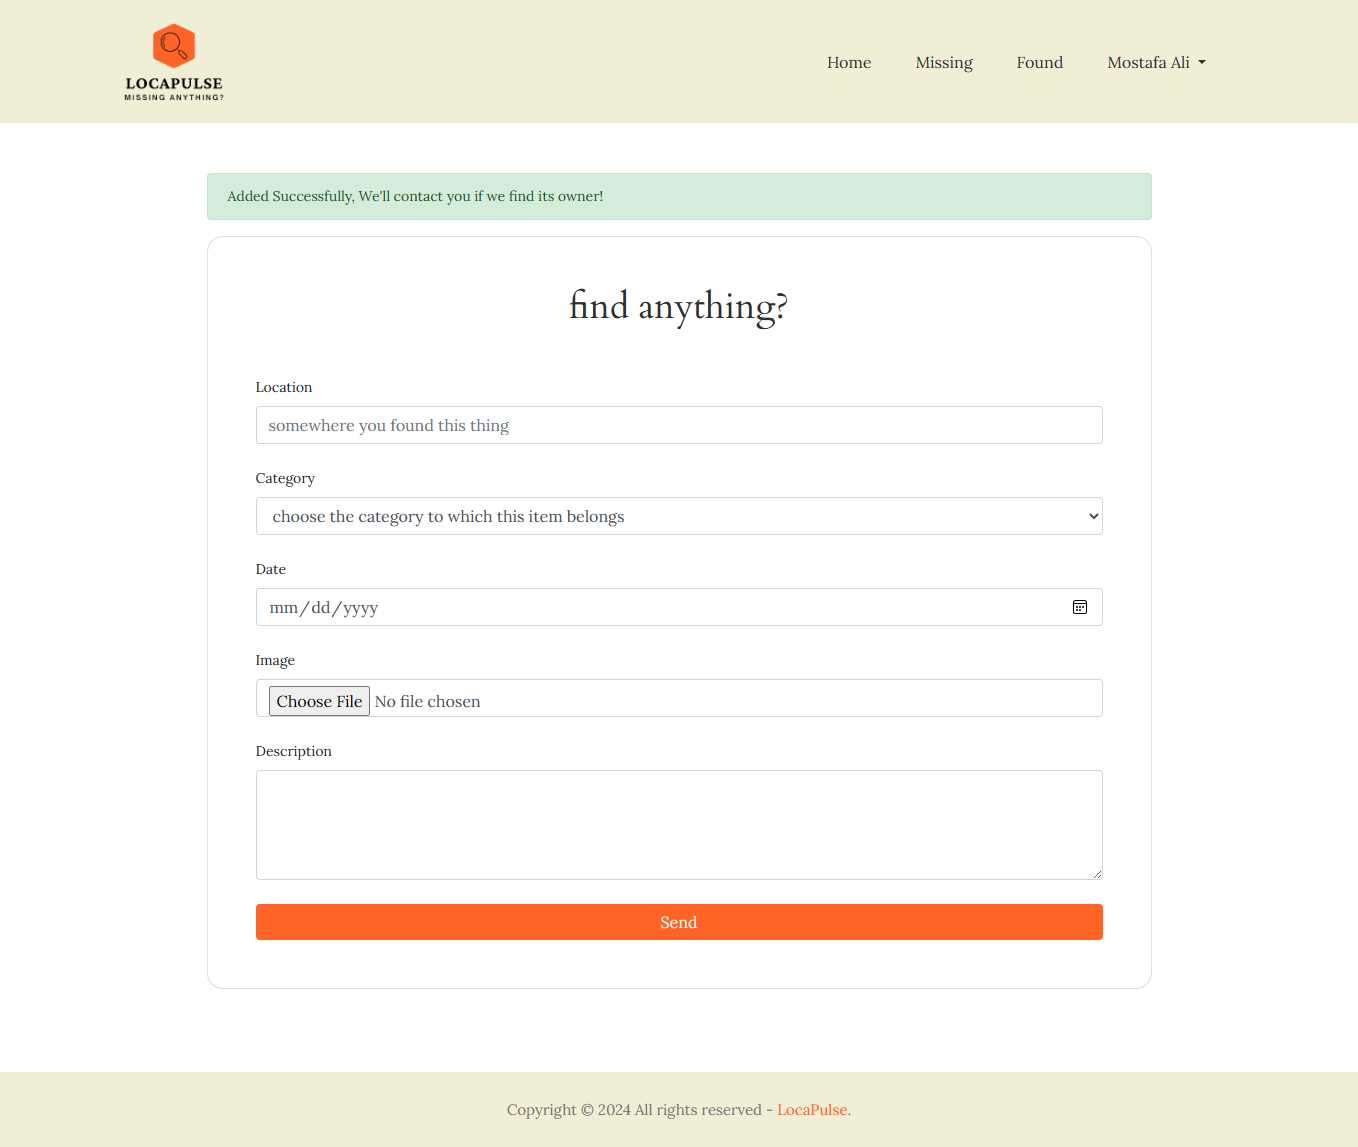 LOCAPULSE
MISSING ANYTHING?
Home Missing Found Mostafa Ali
Added Successfully, We'll contact you if we find its owner!
find anything?
Location
somewhere you found this thing
Category
choose the category to which this item belongs
Date
mm/dd/yyyy
Image
Choose File No file chosen
Description
Send
Copyright © 2024 All rights reserved - LocaPulse.